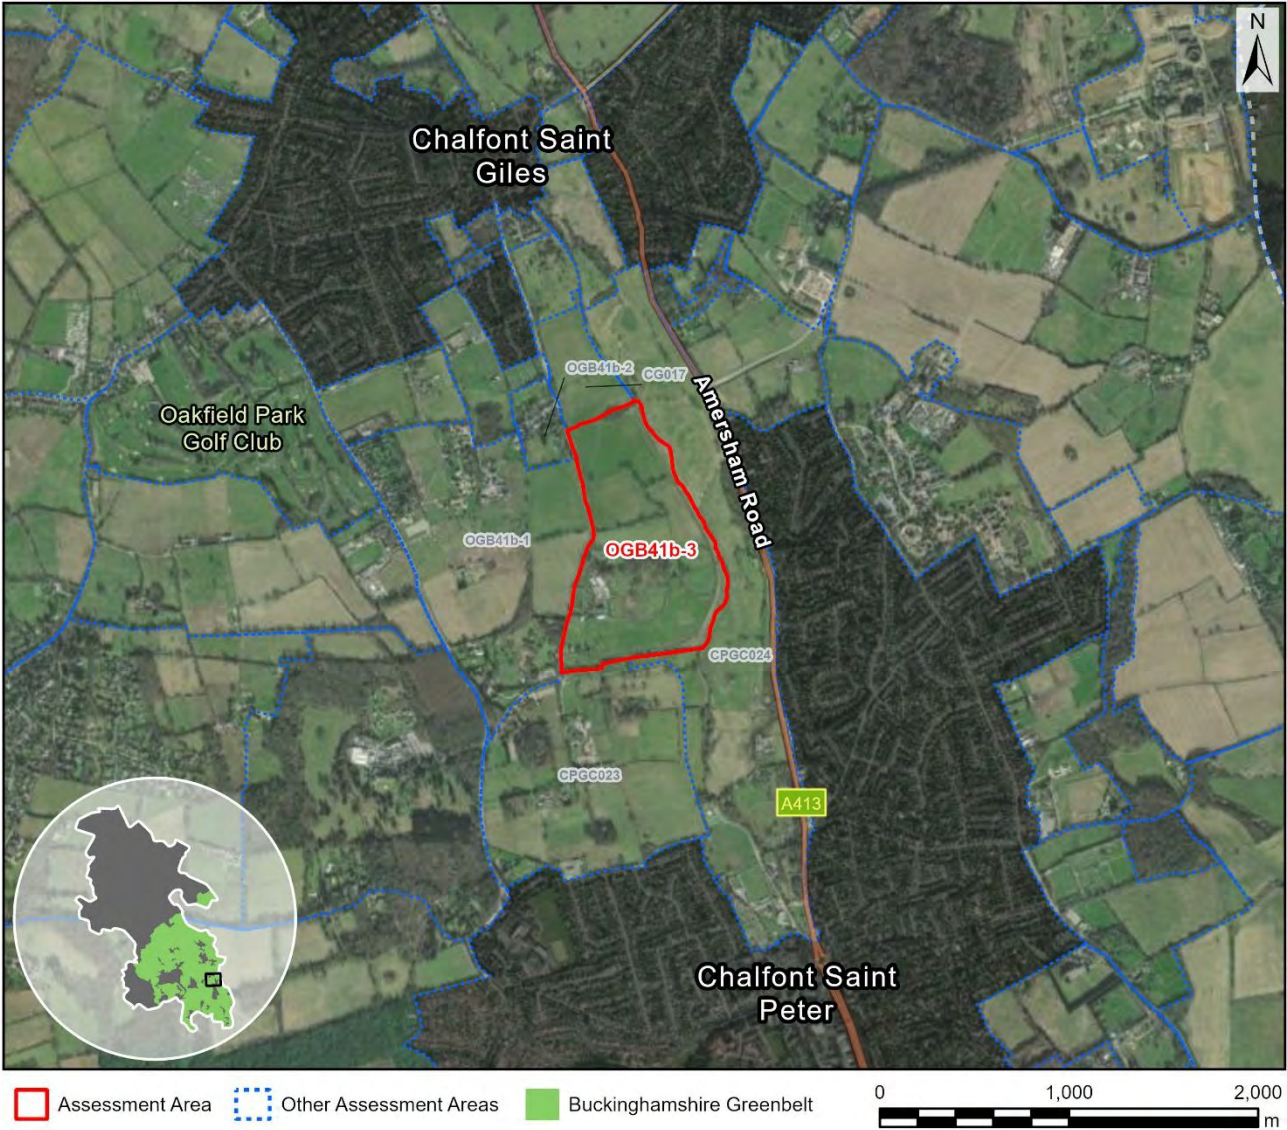 N
Chalfont Saint
Giles
OGB41b-2
CG017
Oakfield Park
Golf Club
Amersham Road
OGB41b-1
OGB41b-3
CPGC024
CPGC023
A413
Chalfont Saint
Peter
Assessment Area
Other Assessment Areas
Buckinghamshire Greenbelt
0 1,000 2,000
m